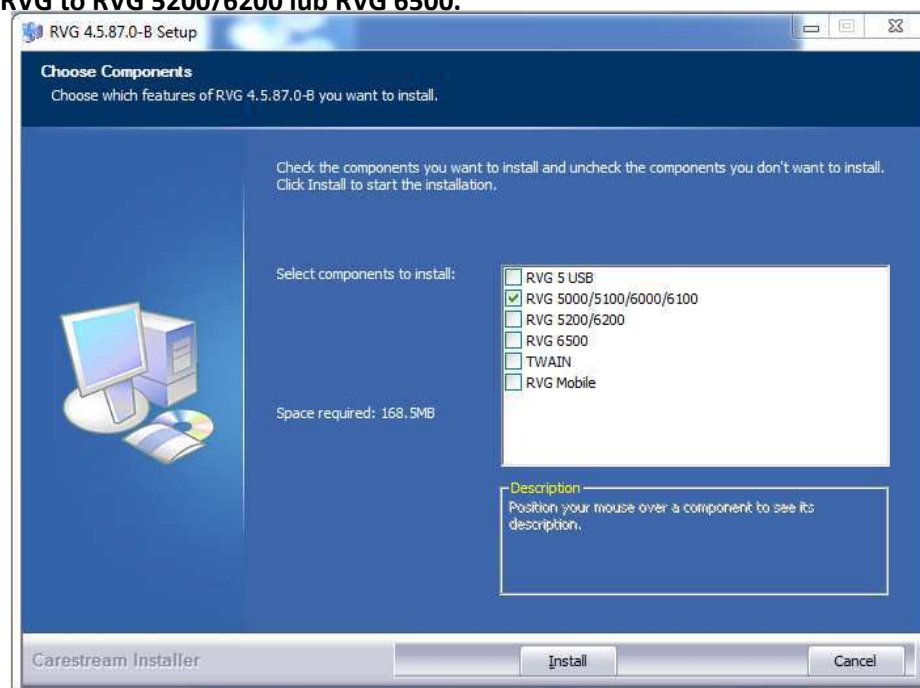 RVG to RVG 5200/6200 lub RVG 6500.
RVG 4.5.87.0-B Setup
Choose Components
Choose which features of RVG 4.5.87.0-B you want to install.
Check the components you want to install and uncheck the components you don't want to install.
Click Install to start the installation.
Select components to install:
RVG 5 USB
RVG 5000/5100/6000/6100
RVG 5200/6200
RVG 6500
TWAIN
RVG Mobile
Space required: 168.5MB
Description
Position your mouse over a component to see its
description.
Carestream Installer
Install
Cancel